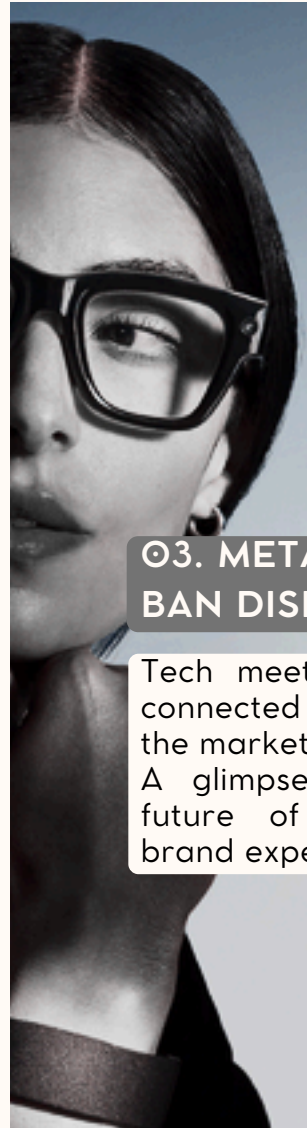 03. META
BAN DIS
Tech meet
connected
the market
A glimpse
future of
brand expe